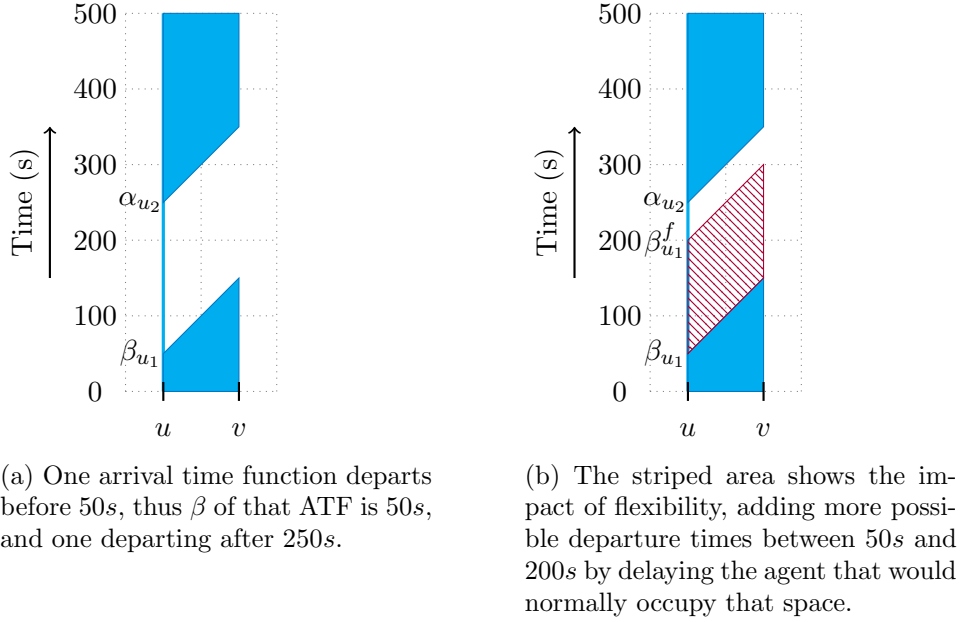 500
400
300
200
100
0
Time (s)
α_{u_2}
β_{u_1}
u
v
(a) One arrival time function departs
before 50s, thus β of that ATF is 50s,
and one departing after 250s.
500
400
300
200
100
0
Time (s)
α_{u_2}
β^f_{u_1}
β_{u_1}
u
v
(b) The striped area shows the im-
pact of flexibility, adding more possi-
ble departure times between 50s and
200s by delaying the agent that would
normally occupy that space.